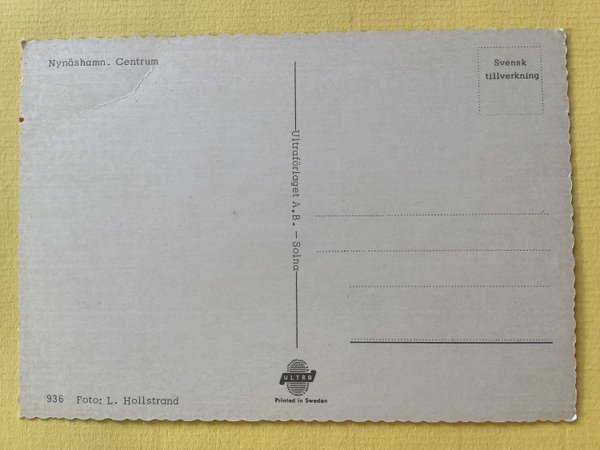 Nynäshamn. Centrum
Svensk
tillverkning
Ultraförlaget A.B. — Solna
936 Foto: L. Hollstrand
ULTRA
Printed in Sweden